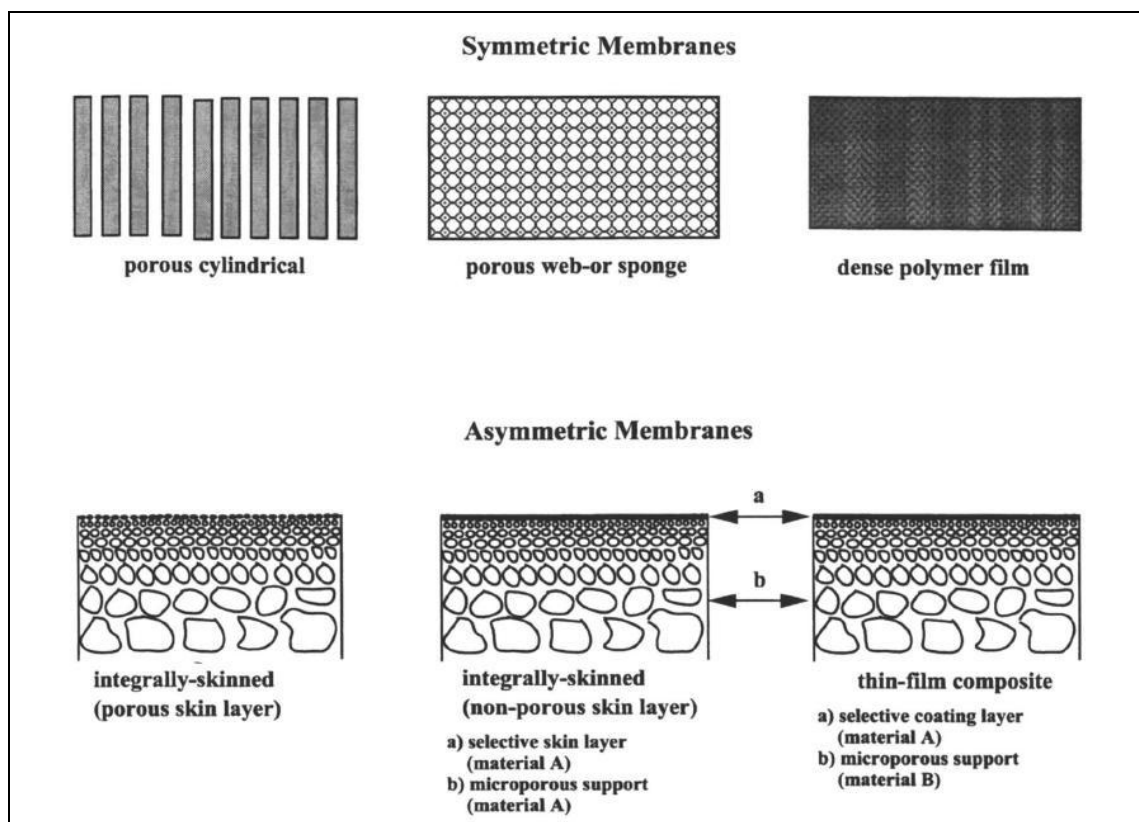 Symmetric Membranes
porous cylindrical
porous web-or sponge
dense polymer film
Asymmetric Membranes
a
b
integrally-skinned
(porous skin layer)
integrally-skinned
(non-porous skin layer)
a) selective skin layer
(material A)
b) microporous support
(material A)
thin-film composite
a) selective coating layer
(material A)
b) microporous support
(material B)